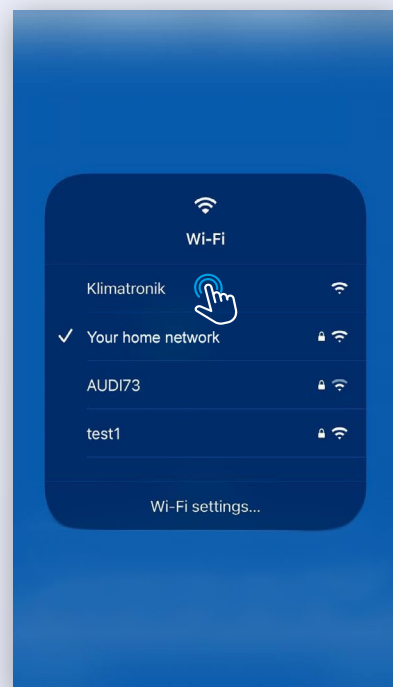 Wi-Fi
Klimatronik
Your home network
AUDI73
test1
Wi-Fi settings...